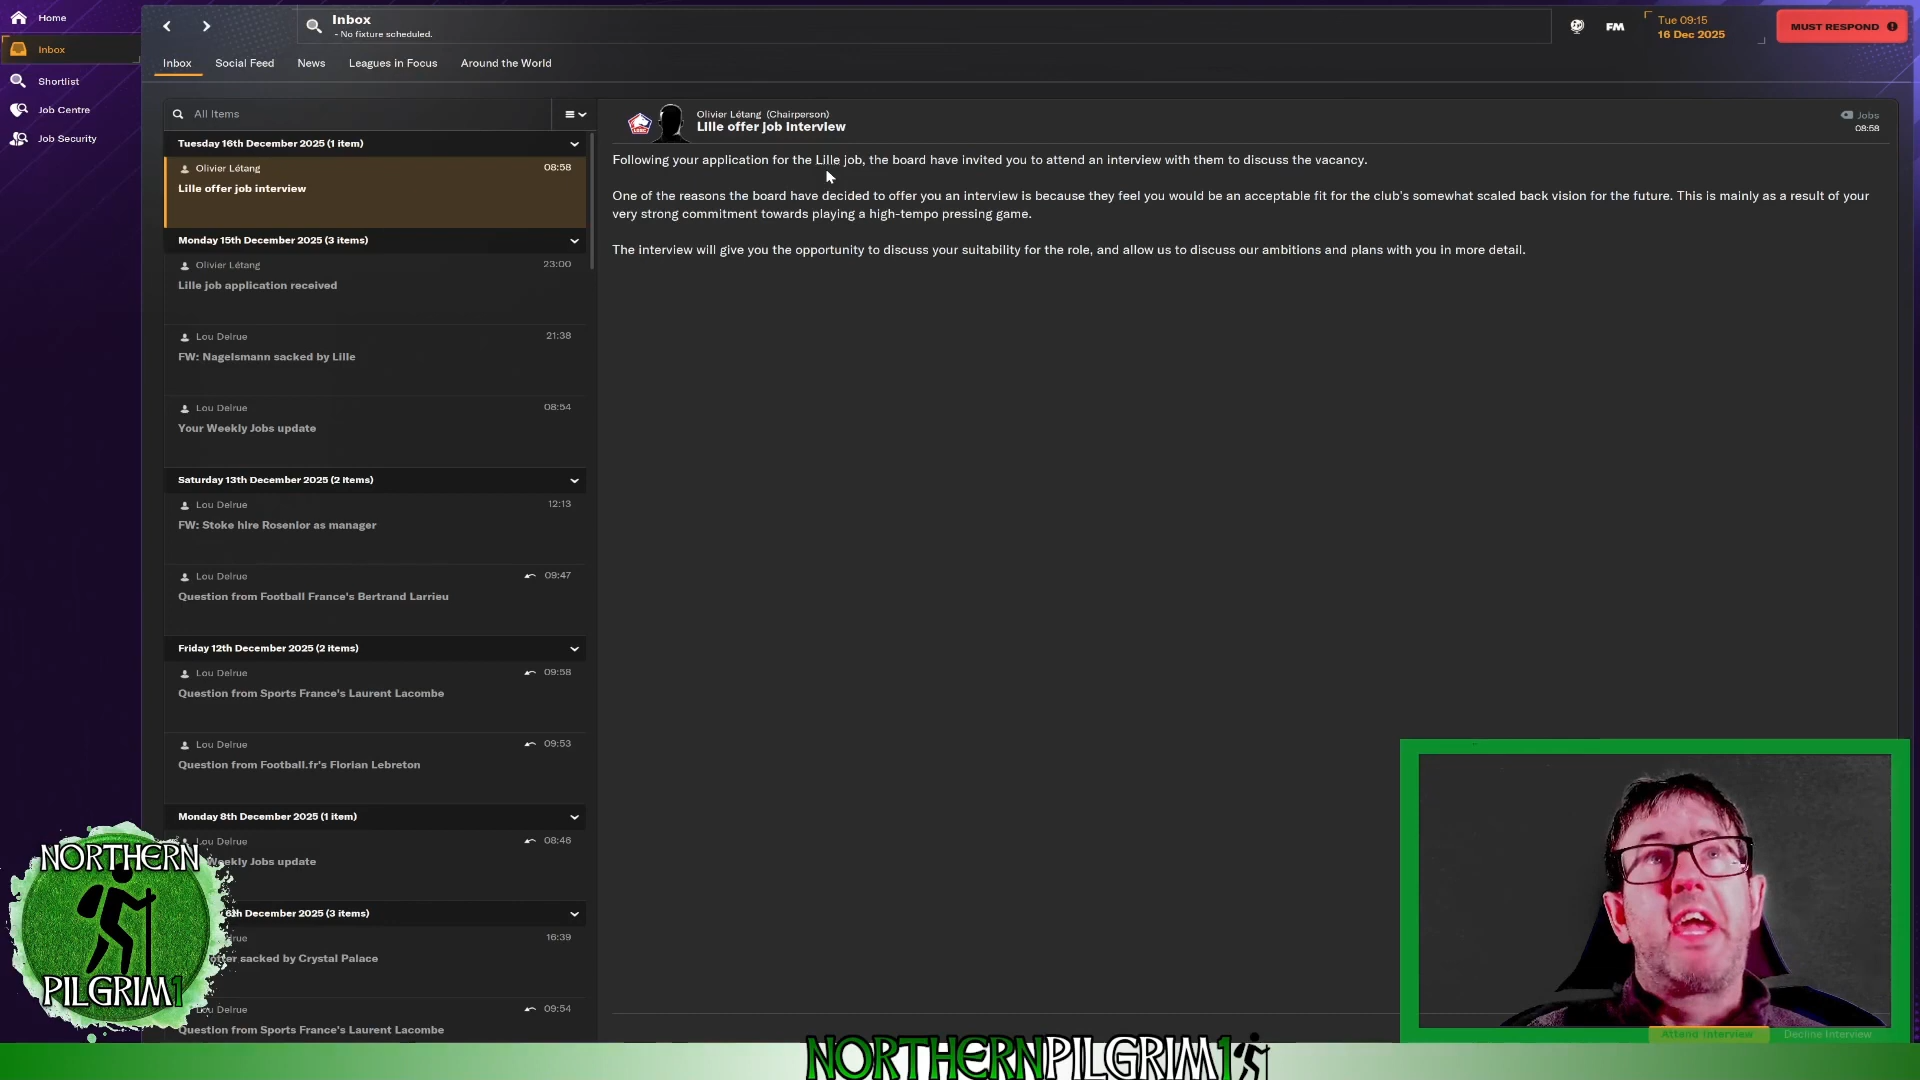 Home
Inbox
- No fixture scheduled.
FM
Tue 09:15
16 Dec 2025
MUST RESPOND
Inbox
Shortlist
Job Centre
Job Security
Inbox
Social Feed
News
Leagues in Focus
Around the World
All Items
Tuesday 16th December 2025 (1 item)
Olivier Létang
08:58
Lille offer job interview
Monday 15th December 2025 (3 items)
Olivier Létang
23:00
Lille job application received
Lou Delrue
21:38
FW: Nagelsmann sacked by Lille
Lou Delrue
08:54
Your Weekly Jobs update
Saturday 13th December 2025 (2 items)
Lou Delrue
12:13
FW: Stoke hire Rosenior as manager
Lou Delrue
09:47
Question from Football France's Bertrand Larrieu
Friday 12th December 2025 (2 items)
Lou Delrue
09:58
Question from Sports France's Laurent Lacombe
Lou Delrue
09:53
Question from Football.fr's Florian Lebreton
Monday 8th December 2025 (1 item)
Lou Delrue
08:46
Weekly Jobs update
6th December 2025 (3 items)
16:39
sacked by Crystal Palace
Lou Delrue
09:54
Question from Sports France's Laurent Lacombe
Olivier Létang (Chairperson)
Lille offer job interview
Jobs
08:58
Following your application for the Lille job, the board have invited you to attend an interview with them to discuss the vacancy.
One of the reasons the board have decided to offer you an interview is because they feel you would be an acceptable fit for the club's somewhat scaled back vision for the future. This is mainly as a result of your
very strong commitment towards playing a high-tempo pressing game.
The interview will give you the opportunity to discuss your suitability for the role, and allow us to discuss our ambitions and plans with you in more detail.
Attend Interview
Decline Interview
NORTHERN
PILGRIM1
NORTHERNPILGRIM1